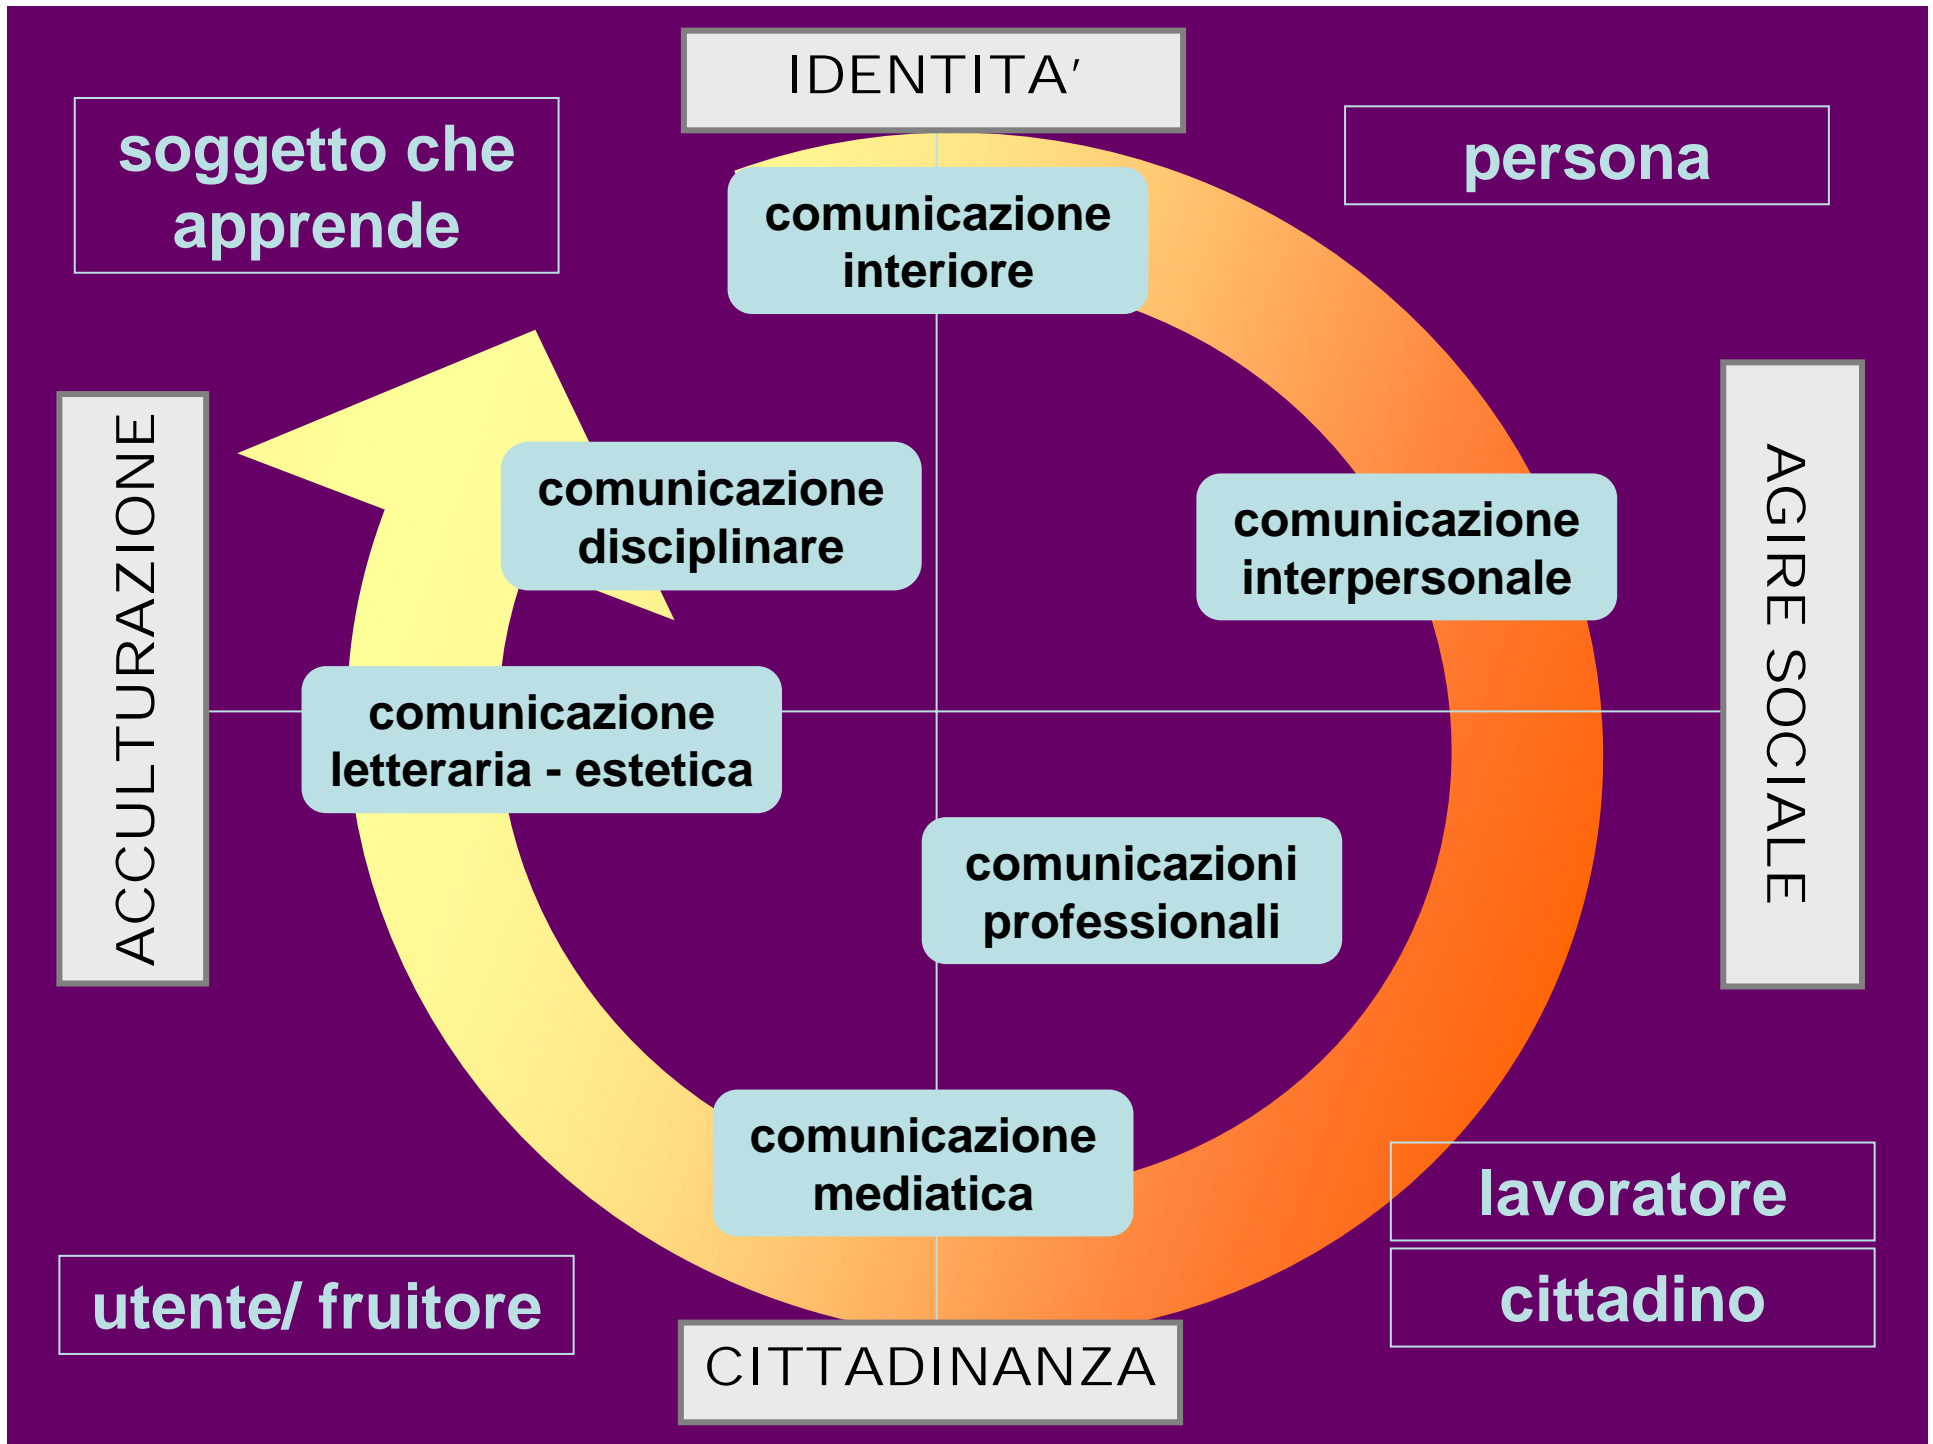 IDENTITA’
soggetto che
apprende
persona
comunicazione
interiore
ACCULTURAZIONE
comunicazione
disciplinare
comunicazione
interpersonale
AGIRE SOCIALE
comunicazione
letteraria - estetica
comunicazioni
professionali
comunicazione
mediatica
lavoratore
utente/ fruitore
cittadino
CITTADINANZA